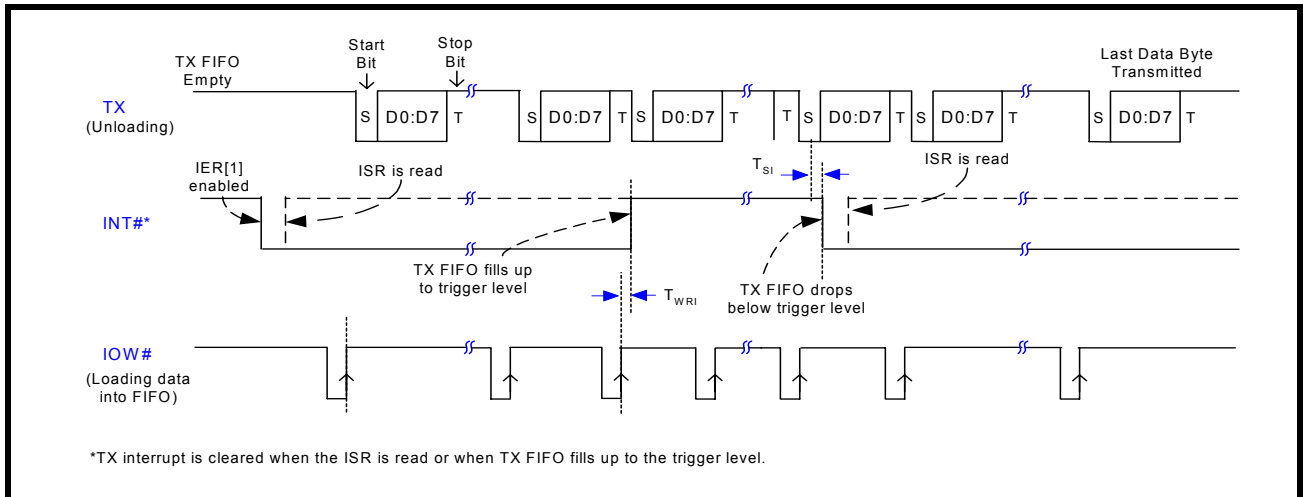 Start
Bit
Stop
Bit
TX FIFO
Empty
Last Data Byte
Transmitted
TX
(Unloading)
S D0:D7 T S D0:D7 T S D0:D7 T T S D0:D7 T S D0:D7 T S D0:D7 T
IER[1]
enabled
ISR is read
TSI
ISR is read
INT#*
TX FIFO fills up
to trigger level
TX FIFO drops
below trigger level
TWRI
IOW#
(Loading data
into FIFO)
*TX interrupt is cleared when the ISR is read or when TX FIFO fills up to the trigger level.